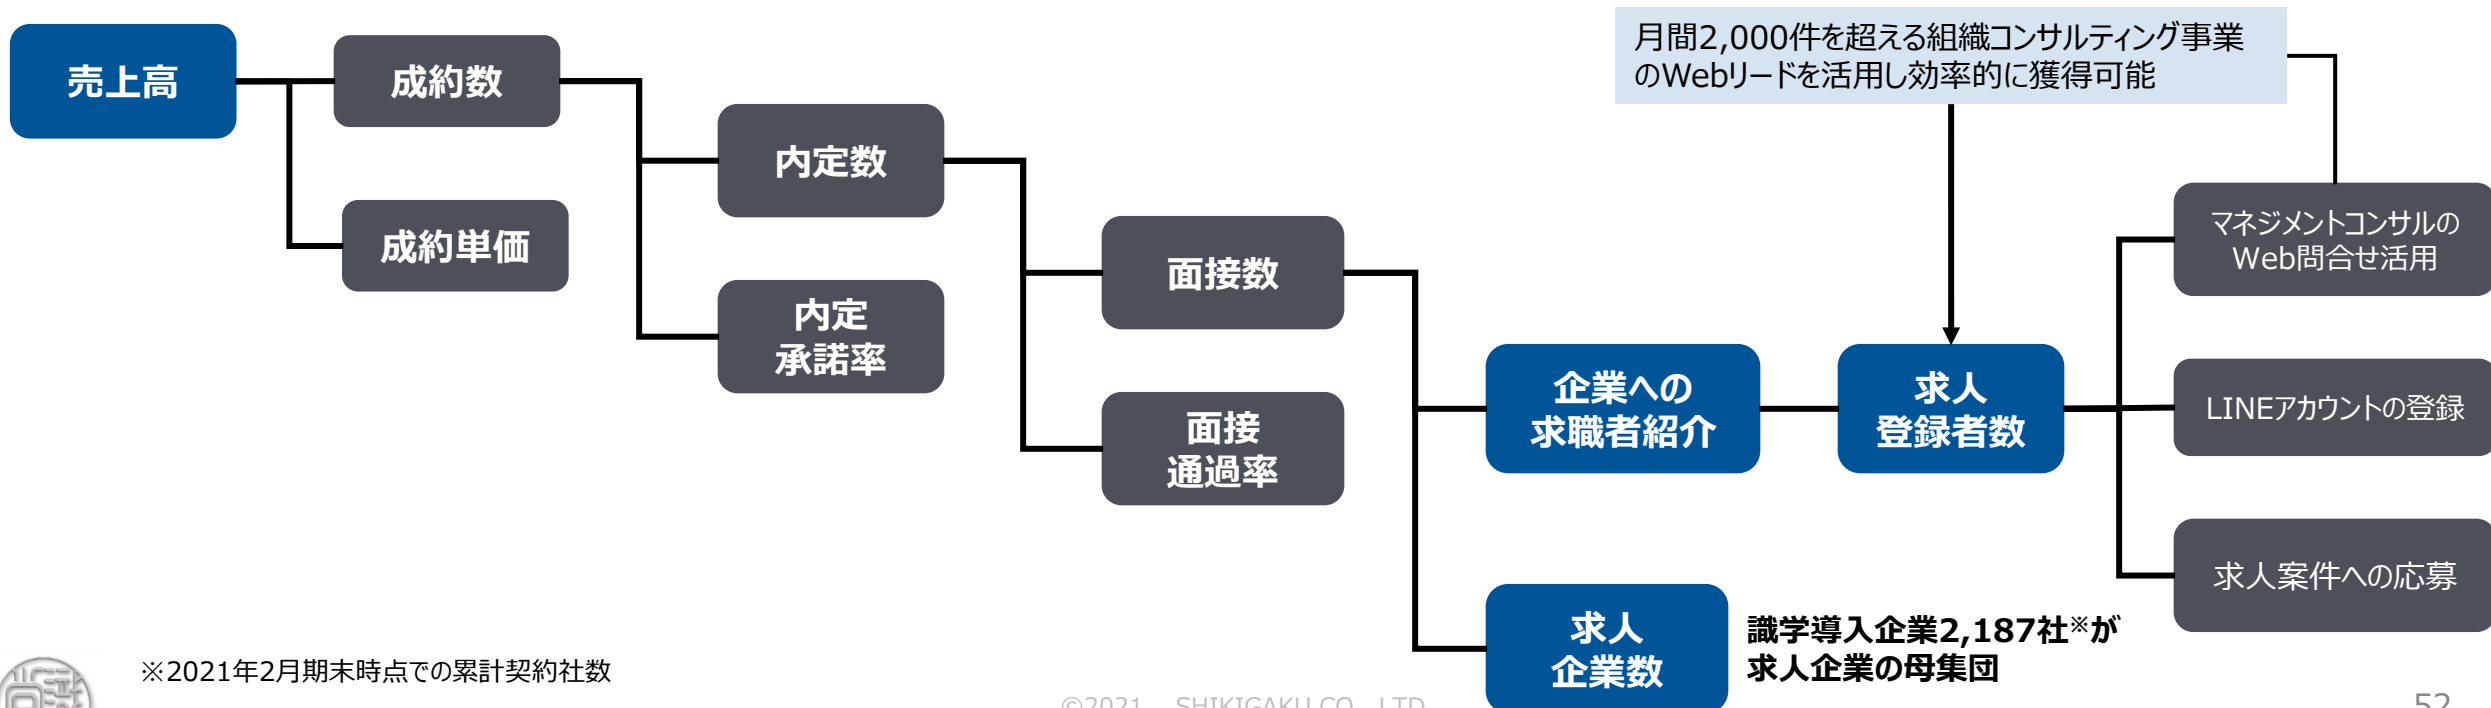 月間2,000件を超える組織コンサルティング事業
のWebリードを活用し効率的に獲得可能
売上高
成約数
成約単価
内定数
内定
承諾率
面接数
面接
通過率
企業への
求職者紹介
求人
登録者数
マネジメントコンサルの
Web問合せ活用
LINEアカウントの登録
求人案件への応募
求人
企業数
識学導入企業2,187社※が
求人企業の母集団
※2021年2月期末時点での累計契約社数
©2021 SHIKIGAKU CO., LTD.
52